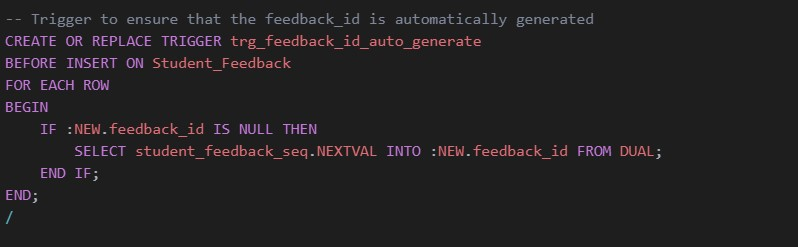 -- Trigger to ensure that the feedback_id is automatically generated
CREATE OR REPLACE TRIGGER trg_feedback_id_auto_generate
BEFORE INSERT ON Student_Feedback
FOR EACH ROW
BEGIN
    IF :NEW.feedback_id IS NULL THEN
        SELECT student_feedback_seq.NEXTVAL INTO :NEW.feedback_id FROM DUAL;
    END IF;
END;
/